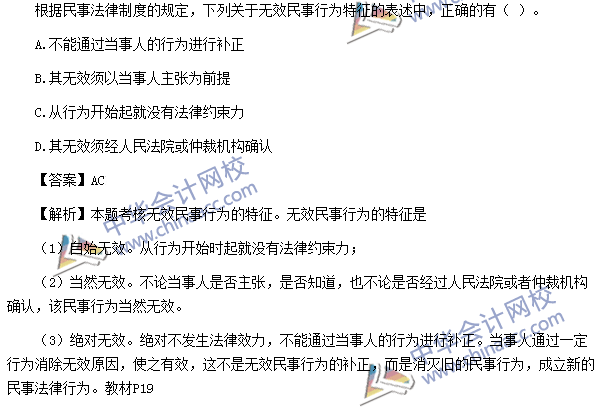 根据民事法律制度的规定，下列关于无效民事行为特征的表述中，正确的有（ ）。
A.不能通过当事人的行为进行补正
B.其无效须以当事人主张为前提
C.从行为开始起就没有法律约束力
D.其无效须经人民法院或仲裁机构确认
【答案】AC
【解析】本题考核无效民事行为的特征。无效民事行为的特征是
（1）自始无效。从行为开始时起就没有法律约束力；
（2）当然无效。不论当事人是否主张，是否知道，也不论是否经过人民法院或者仲裁机构
确认，该民事行为当然无效。
（3）绝对无效。绝对不发生法律效力，不能通过当事人的行为进行补正。当事人通过一定
行为消除无效原因，使之有效，这不是无效民事行为的补正，而是消灭旧的民事行为，成立新的
民事法律行为。教材P19
中华会计网校
www.chinaacc.com